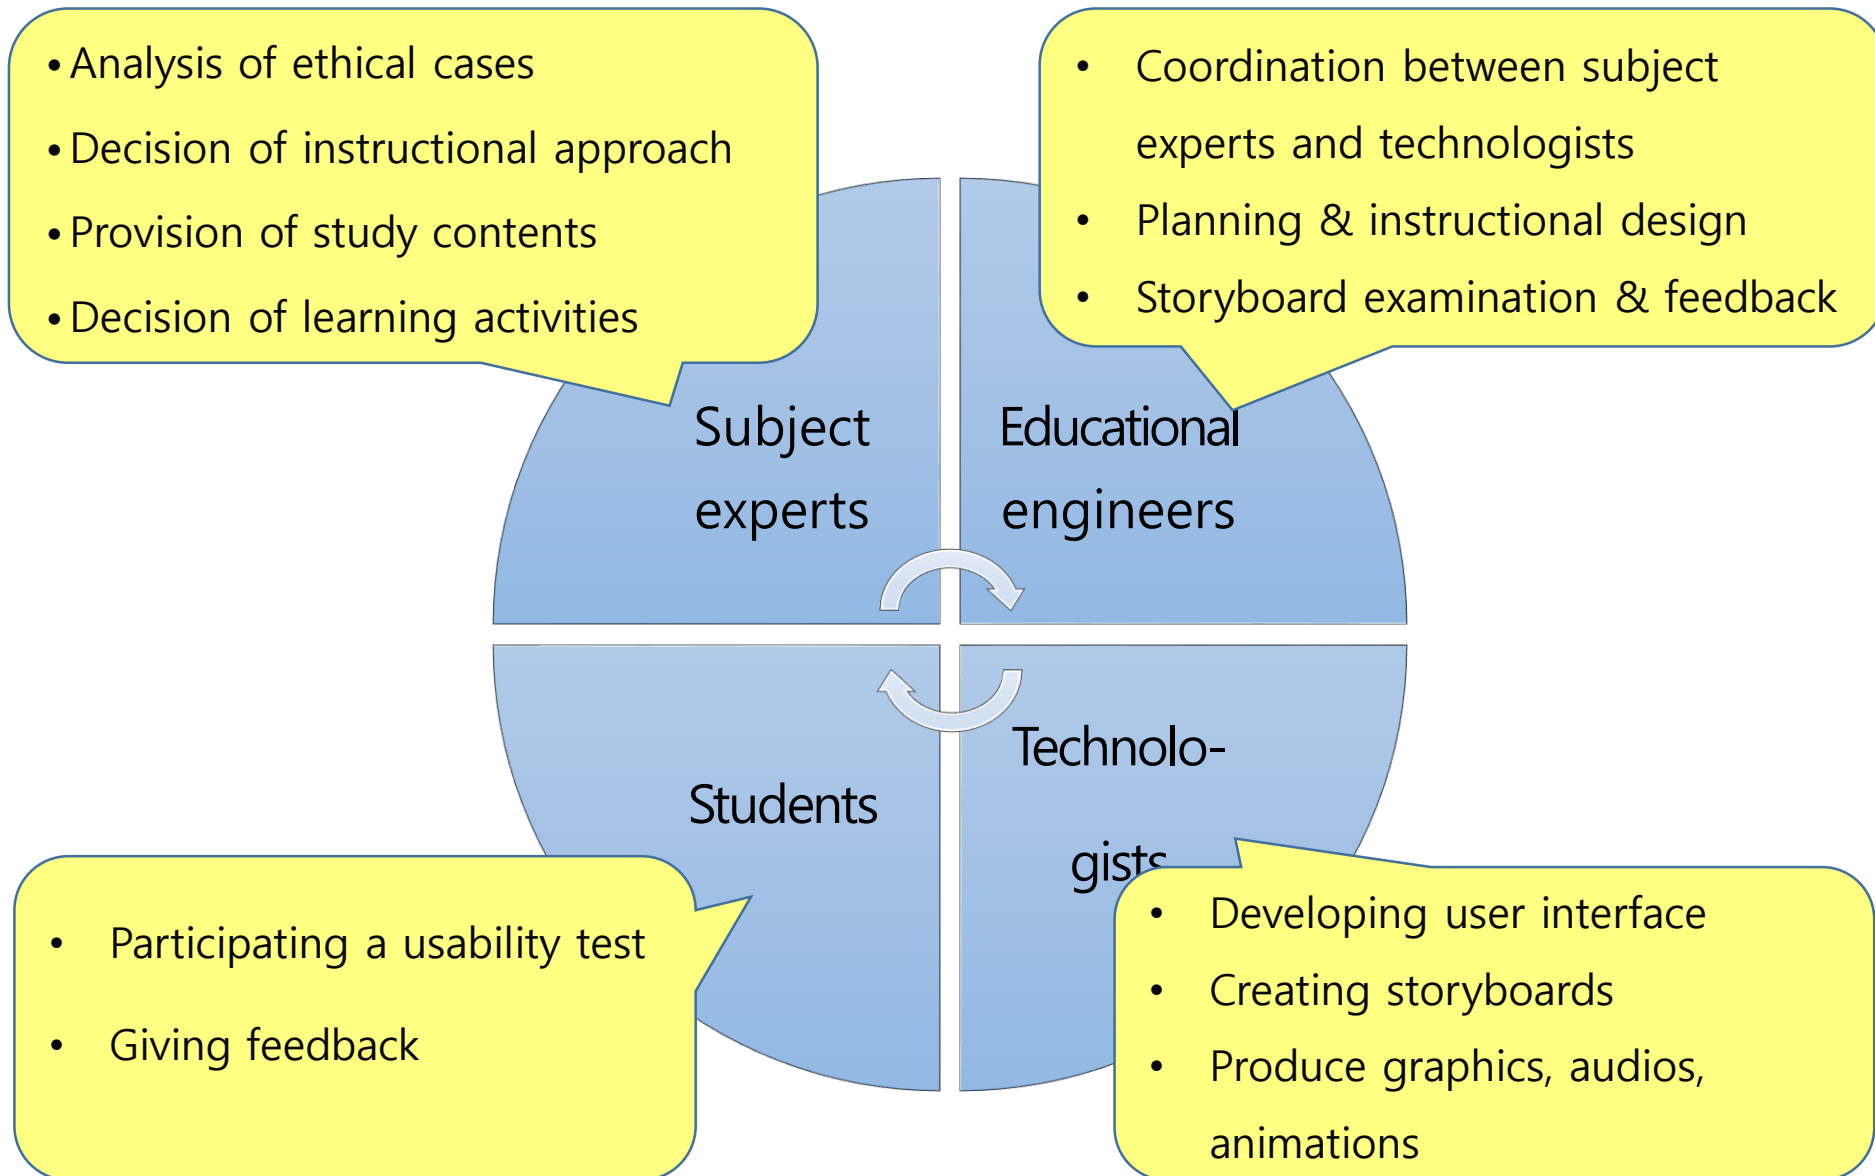 • Analysis of ethical cases
• Decision of instructional approach
• Provision of study contents
• Decision of learning activities
• Coordination between subject
experts and technologists
• Planning & instructional design
• Storyboard examination & feedback
Subject
experts
Educational
engineers
Students
Technolo-
gists
• Participating a usability test
• Giving feedback
• Developing user interface
• Creating storyboards
• Produce graphics, audios,
animations